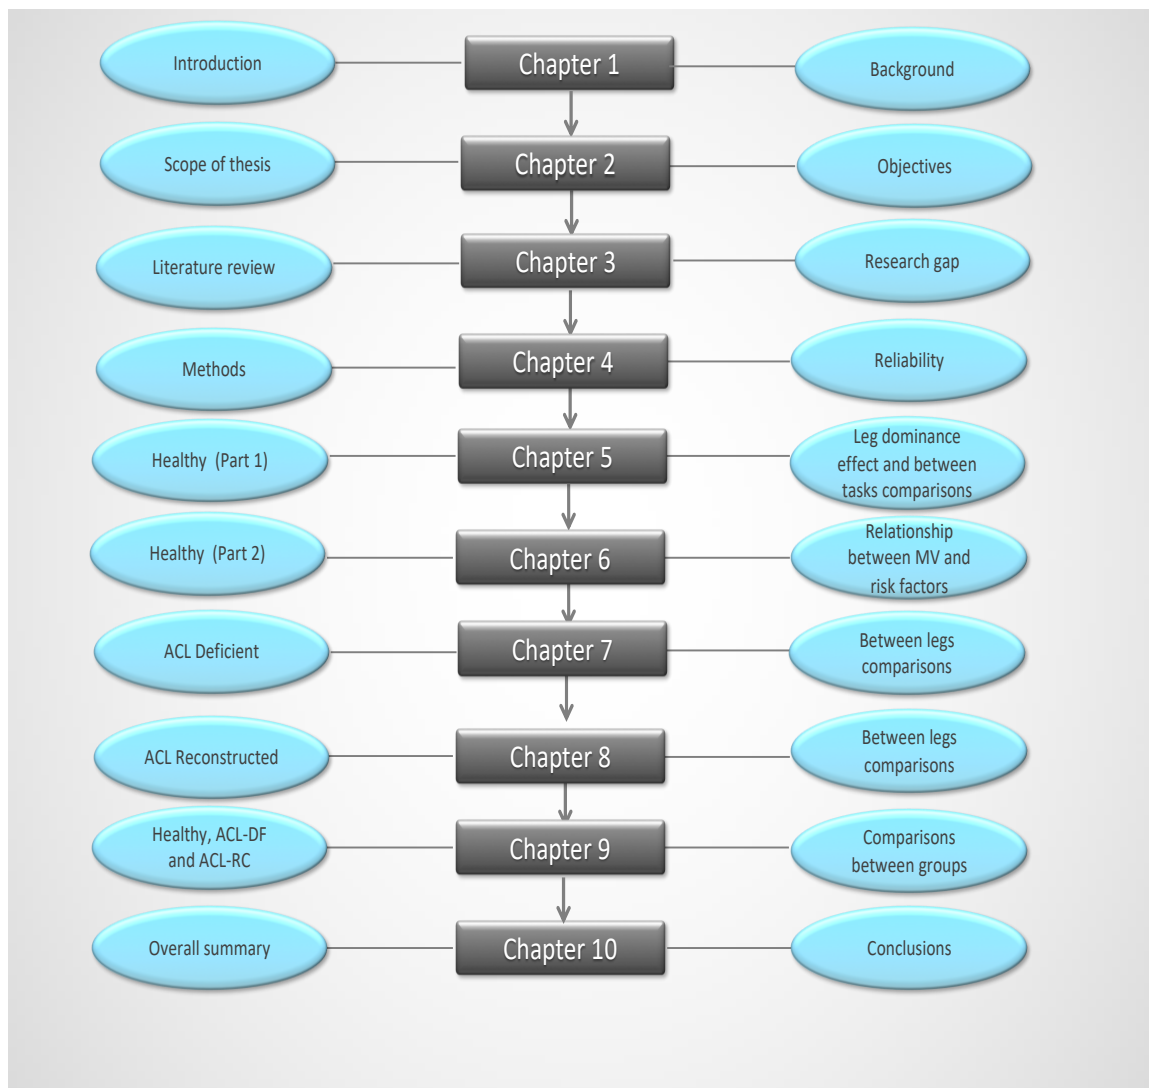 Introduction
Chapter 1
Background
Scope of thesis
Chapter 2
Objectives
Literature review
Chapter 3
Research gap
Methods
Chapter 4
Reliability
Healthy (Part 1)
Chapter 5
Leg dominance
effect and between
tasks comparisons
Healthy (Part 2)
Chapter 6
Relationship
between MV and
risk factors
ACL Deficient
Chapter 7
Between legs
comparisons
ACL Reconstructed
Chapter 8
Between legs
comparisons
Healthy, ACL-DF
and ACL-RC
Chapter 9
Comparisons
between groups
Overall summary
Chapter 10
Conclusions